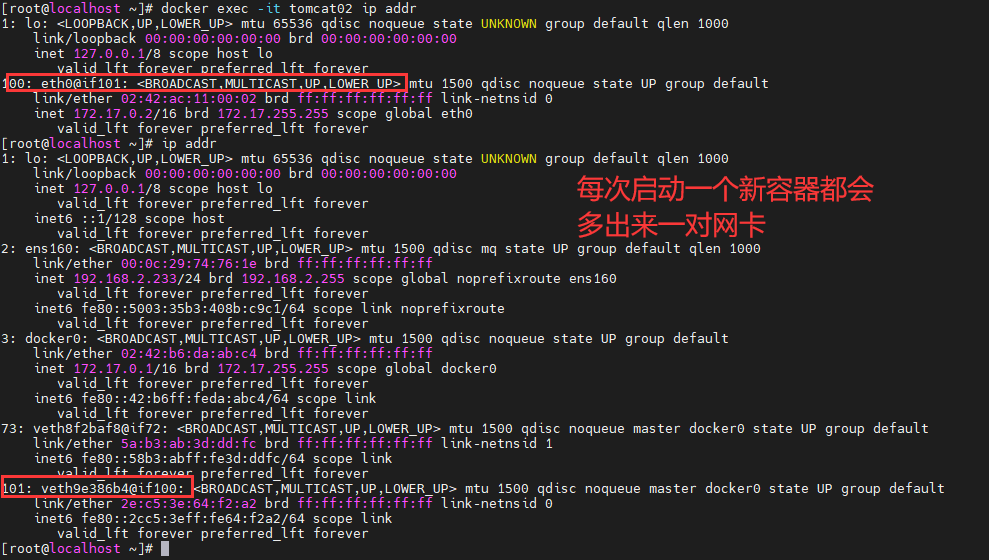 [root@localhost ~]# docker exec -it tomcat02 ip addr
1: lo: <LOOPBACK,UP,LOWER_UP> mtu 65536 qdisc noqueue state UNKNOWN group default qlen 1000
link/loopback 00:00:00:00:00:00 brd 00:00:00:00:00:00
inet 127.0.0.1/8 scope host lo
valid_lft forever preferred_lft forever
100: eth0@if101: <BROADCAST,MULTICAST,UP,LOWER_UP> mtu 1500 qdisc noqueue state UP group default
link/ether 02:42:ac:11:00:02 brd ff:ff:ff:ff:ff:ff link-netnsid 0
inet 172.17.0.2/16 brd 172.17.255.255 scope global eth0
valid_lft forever preferred_lft forever
[root@localhost ~]# ip addr
1: lo: <LOOPBACK,UP,LOWER_UP> mtu 65536 qdisc noqueue state UNKNOWN group default qlen 1000
link/loopback 00:00:00:00:00:00 brd 00:00:00:00:00:00
inet 127.0.0.1/8 scope host lo
valid_lft forever preferred_lft forever
inet6 ::1/128 scope host
valid_lft forever preferred_lft forever
每次启动一个新容器都会
多出来一对网卡
2: ens160: <BROADCAST,MULTICAST,UP,LOWER_UP> mtu 1500 qdisc mq state UP group default qlen 1000
link/ether 00:0c:29:74:76:1e brd ff:ff:ff:ff:ff:ff
inet 192.168.2.233/24 brd 192.168.2.255 scope global noprefixroute ens160
valid_lft forever preferred_lft forever
inet6 fe80::5003:35b3:408b:c9c1/64 scope link noprefixroute
valid_lft forever preferred_lft forever
3: docker0: <BROADCAST,MULTICAST,UP,LOWER_UP> mtu 1500 qdisc noqueue state UP group default
link/ether 02:42:b6:da:ab:c4 brd ff:ff:ff:ff:ff:ff
inet 172.17.0.1/16 brd 172.17.255.255 scope global docker0
valid_lft forever preferred_lft forever
inet6 fe80::42:b6ff:feda:abc4/64 scope link
valid_lft forever preferred_lft forever
73: veth8f2baf8@if72: <BROADCAST,MULTICAST,UP,LOWER_UP> mtu 1500 qdisc noqueue master docker0 state UP group default
link/ether 5a:b3:ab:3d:dd:fc brd ff:ff:ff:ff:ff:ff link-netnsid 1
inet6 fe80::58b3:abff:fe3d:ddfc/64 scope link
valid_lft forever preferred_lft forever
101: veth9e386b4@if100: <BROADCAST,MULTICAST,UP,LOWER_UP> mtu 1500 qdisc noqueue master docker0 state UP group default
link/ether 2e:c5:3e:64:f2:a2 brd ff:ff:ff:ff:ff:ff link-netnsid 0
inet6 fe80::2cc5:3eff:fe64:f2a2/64 scope link
valid_lft forever preferred_lft forever
[root@localhost ~]#